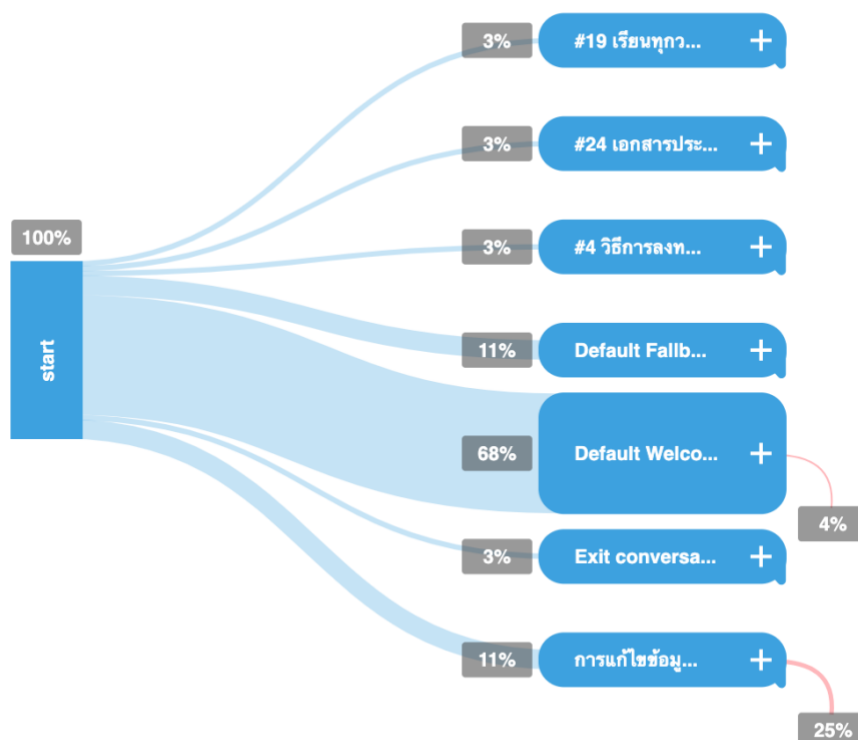 3%
#19 เรียนทุกว...
3%
#24 เอกสารประ...
100%
3%
#4 วิธีการลงท...
start
11%
Default Fallb...
68%
Default Welco...
4%
3%
Exit conversa...
11%
การแก้ไขข้อมู...
25%